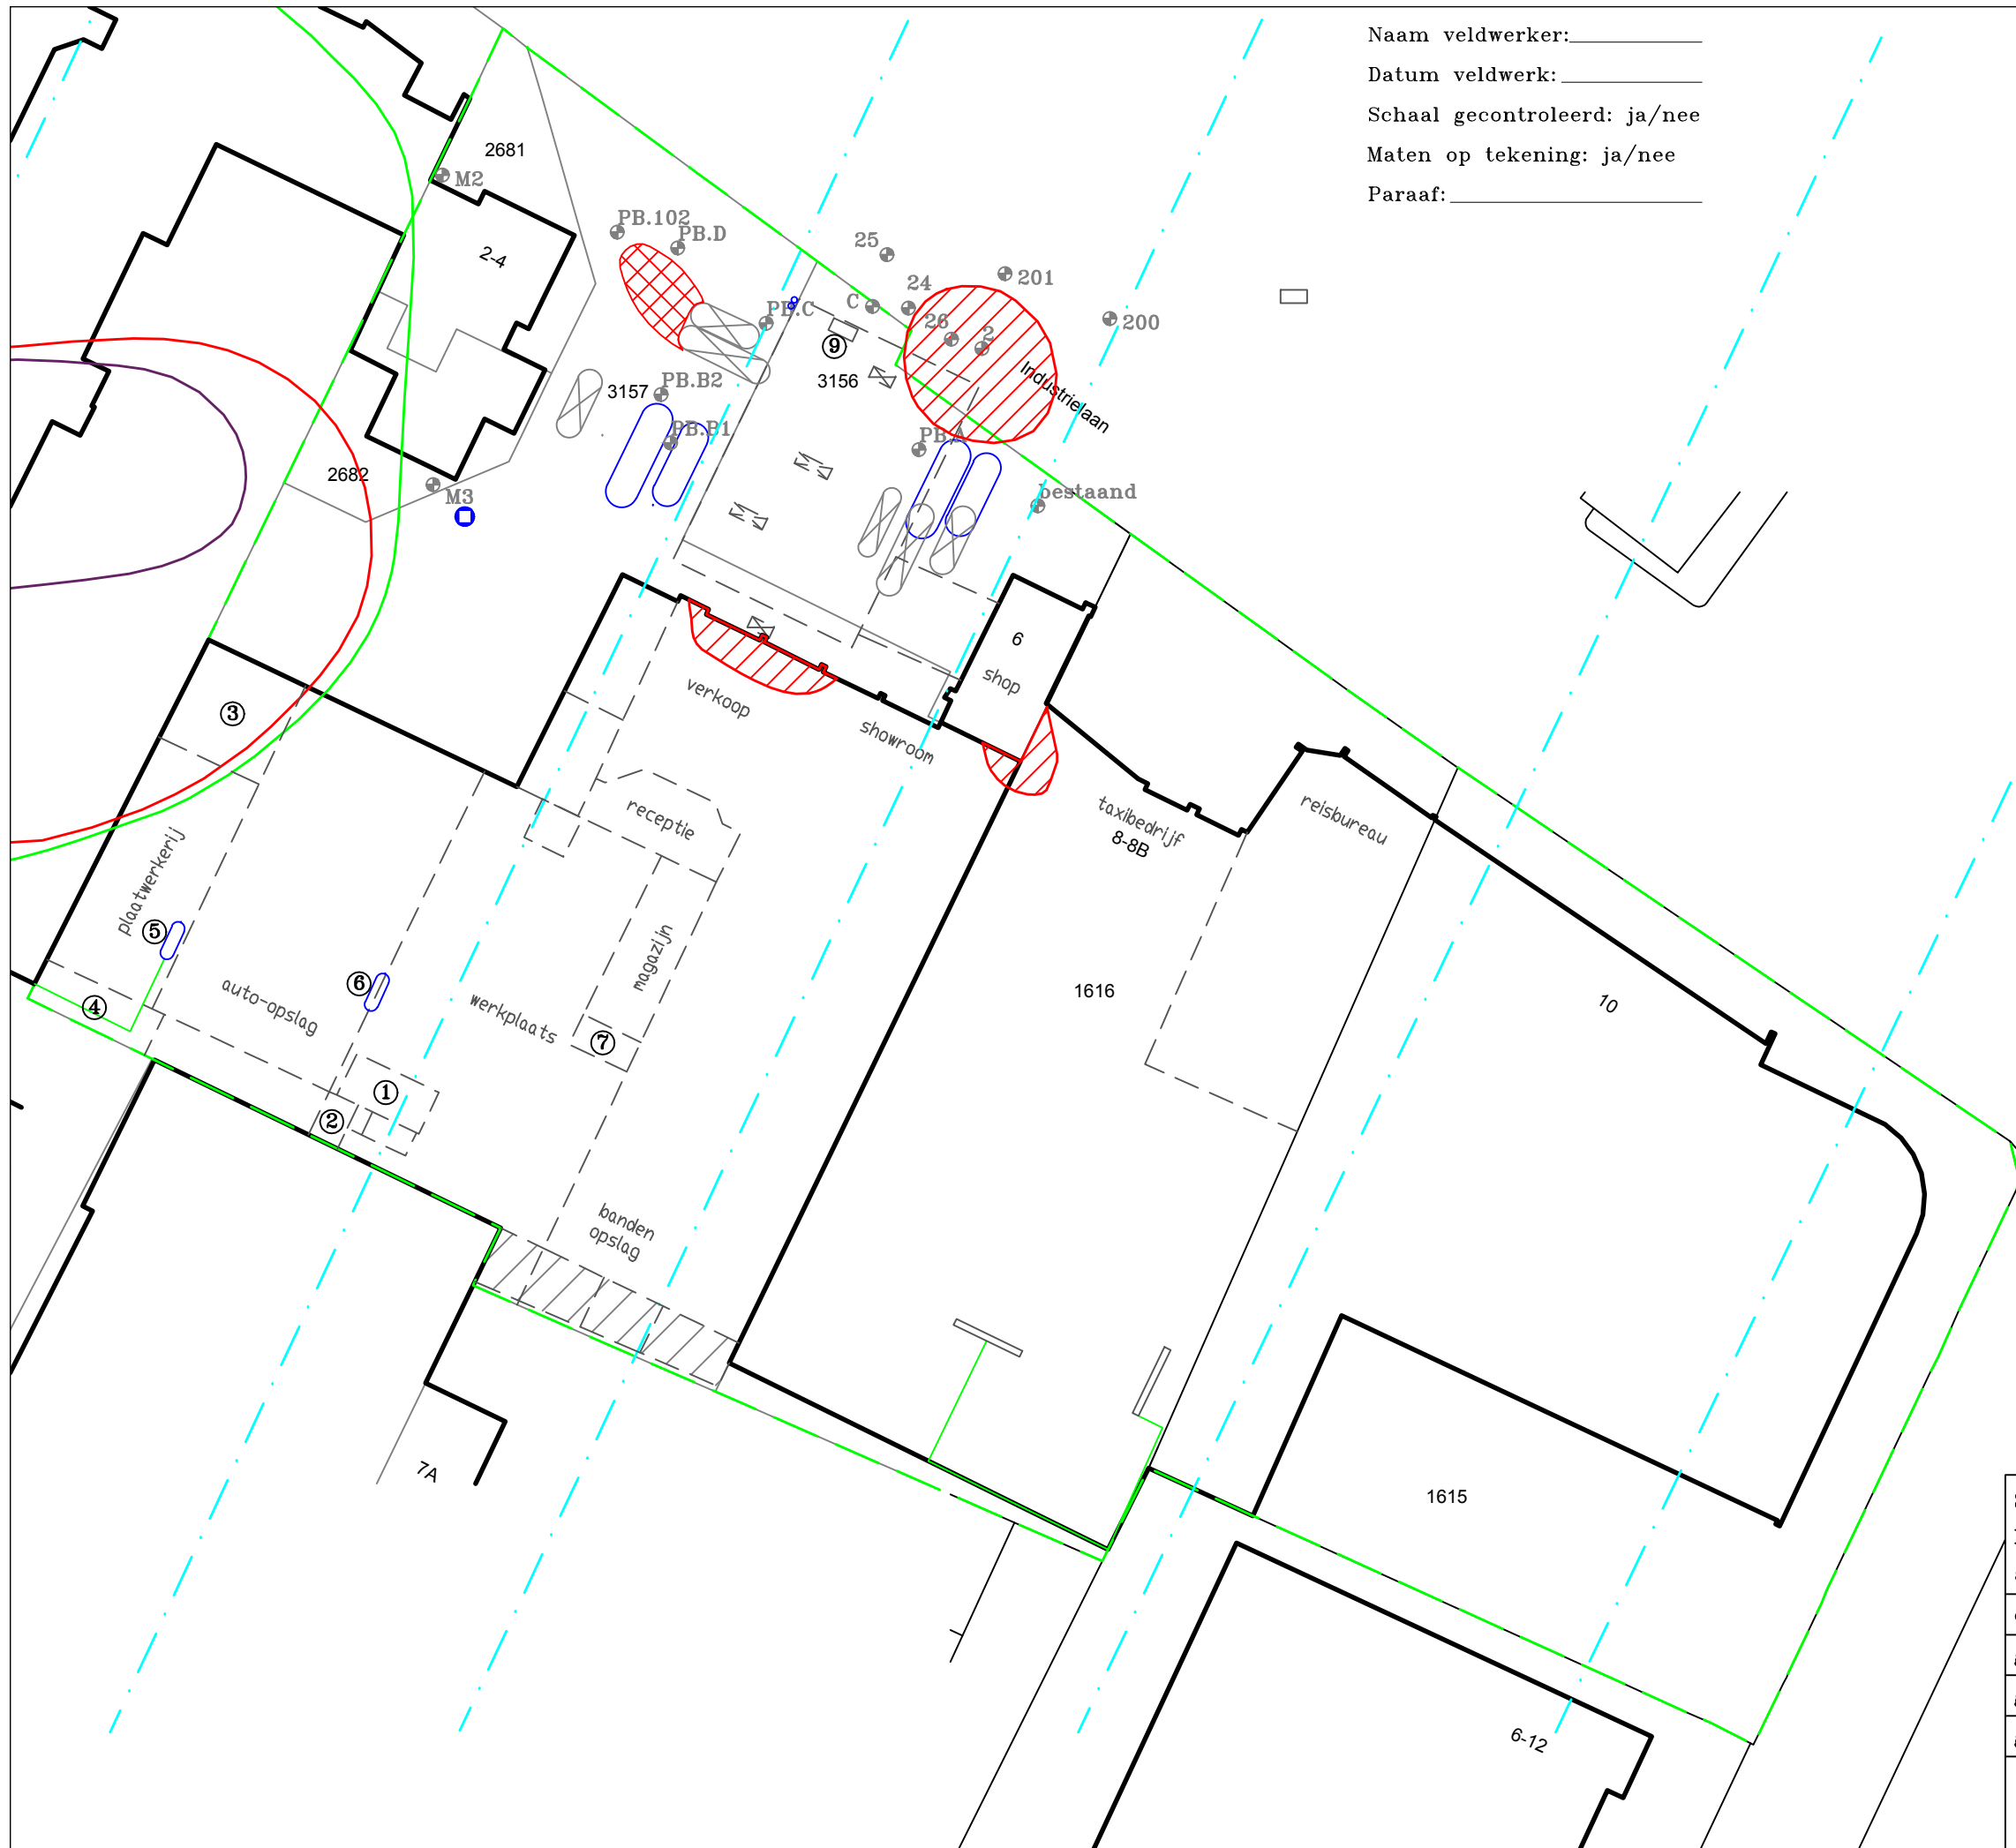 Naam veldwerker:
Datum veldwerk:
Schaal gecontroleerd: ja/nee
Maten op tekening: ja/nee
Paraaf:
2681
M2
2-4
PB.102
PB.D
25
201
24
C
PB.C
26
2
200
9
3156
Industrielaan
3157
PB.B2
PB.B1
PB.A
2682
M3
bestaand
6
shop
verkoop
showroom
3
receptie
taxibedrijf
8-8B
reisbureau
plaatwerkerij
5
magazijn
6
4
auto-opslag
werkplaats
7
1616
10
1
2
banden
opslag
7A
1615
6-12